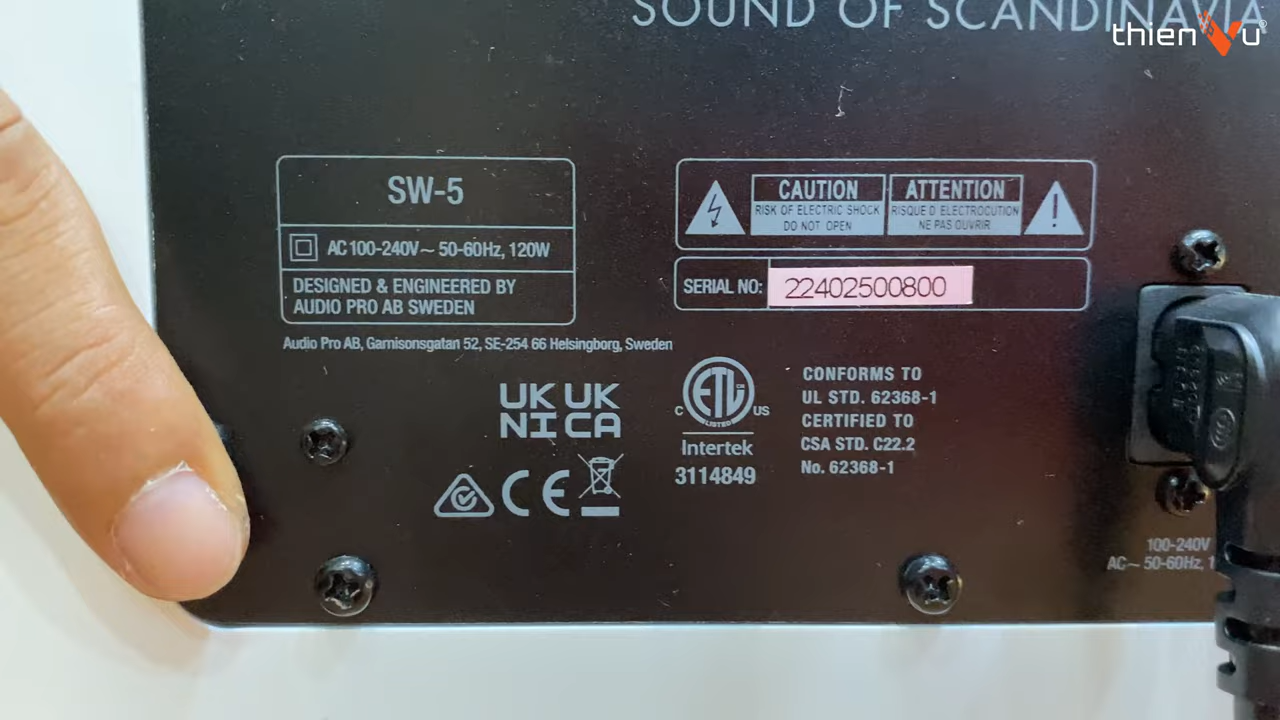 SOUND OF SCANDINAVIA
thienVu®
SW-5
AC 100-240V~ 50-60Hz, 120W
DESIGNED & ENGINEERED BY
AUDIO PRO AB SWEDEN
Audio Pro AB, Garnisonsgatan 52, SE-254 66 Helsingborg, Sweden
CAUTION
RISK OF ELECTRIC SHOCK
DO NOT OPEN
ATTENTION
RISQUE D ELECTROCUTION
NE PAS OUVRIR
SERIAL NO: 22402500800
UK UK
NI CA
CE
C ETL US
LISTED
Intertek
3114849
CONFORMS TO
UL STD. 62368-1
CERTIFIED TO
CSA STD. C22.2
No. 62368-1
100-240V
AC~ 50-60Hz,